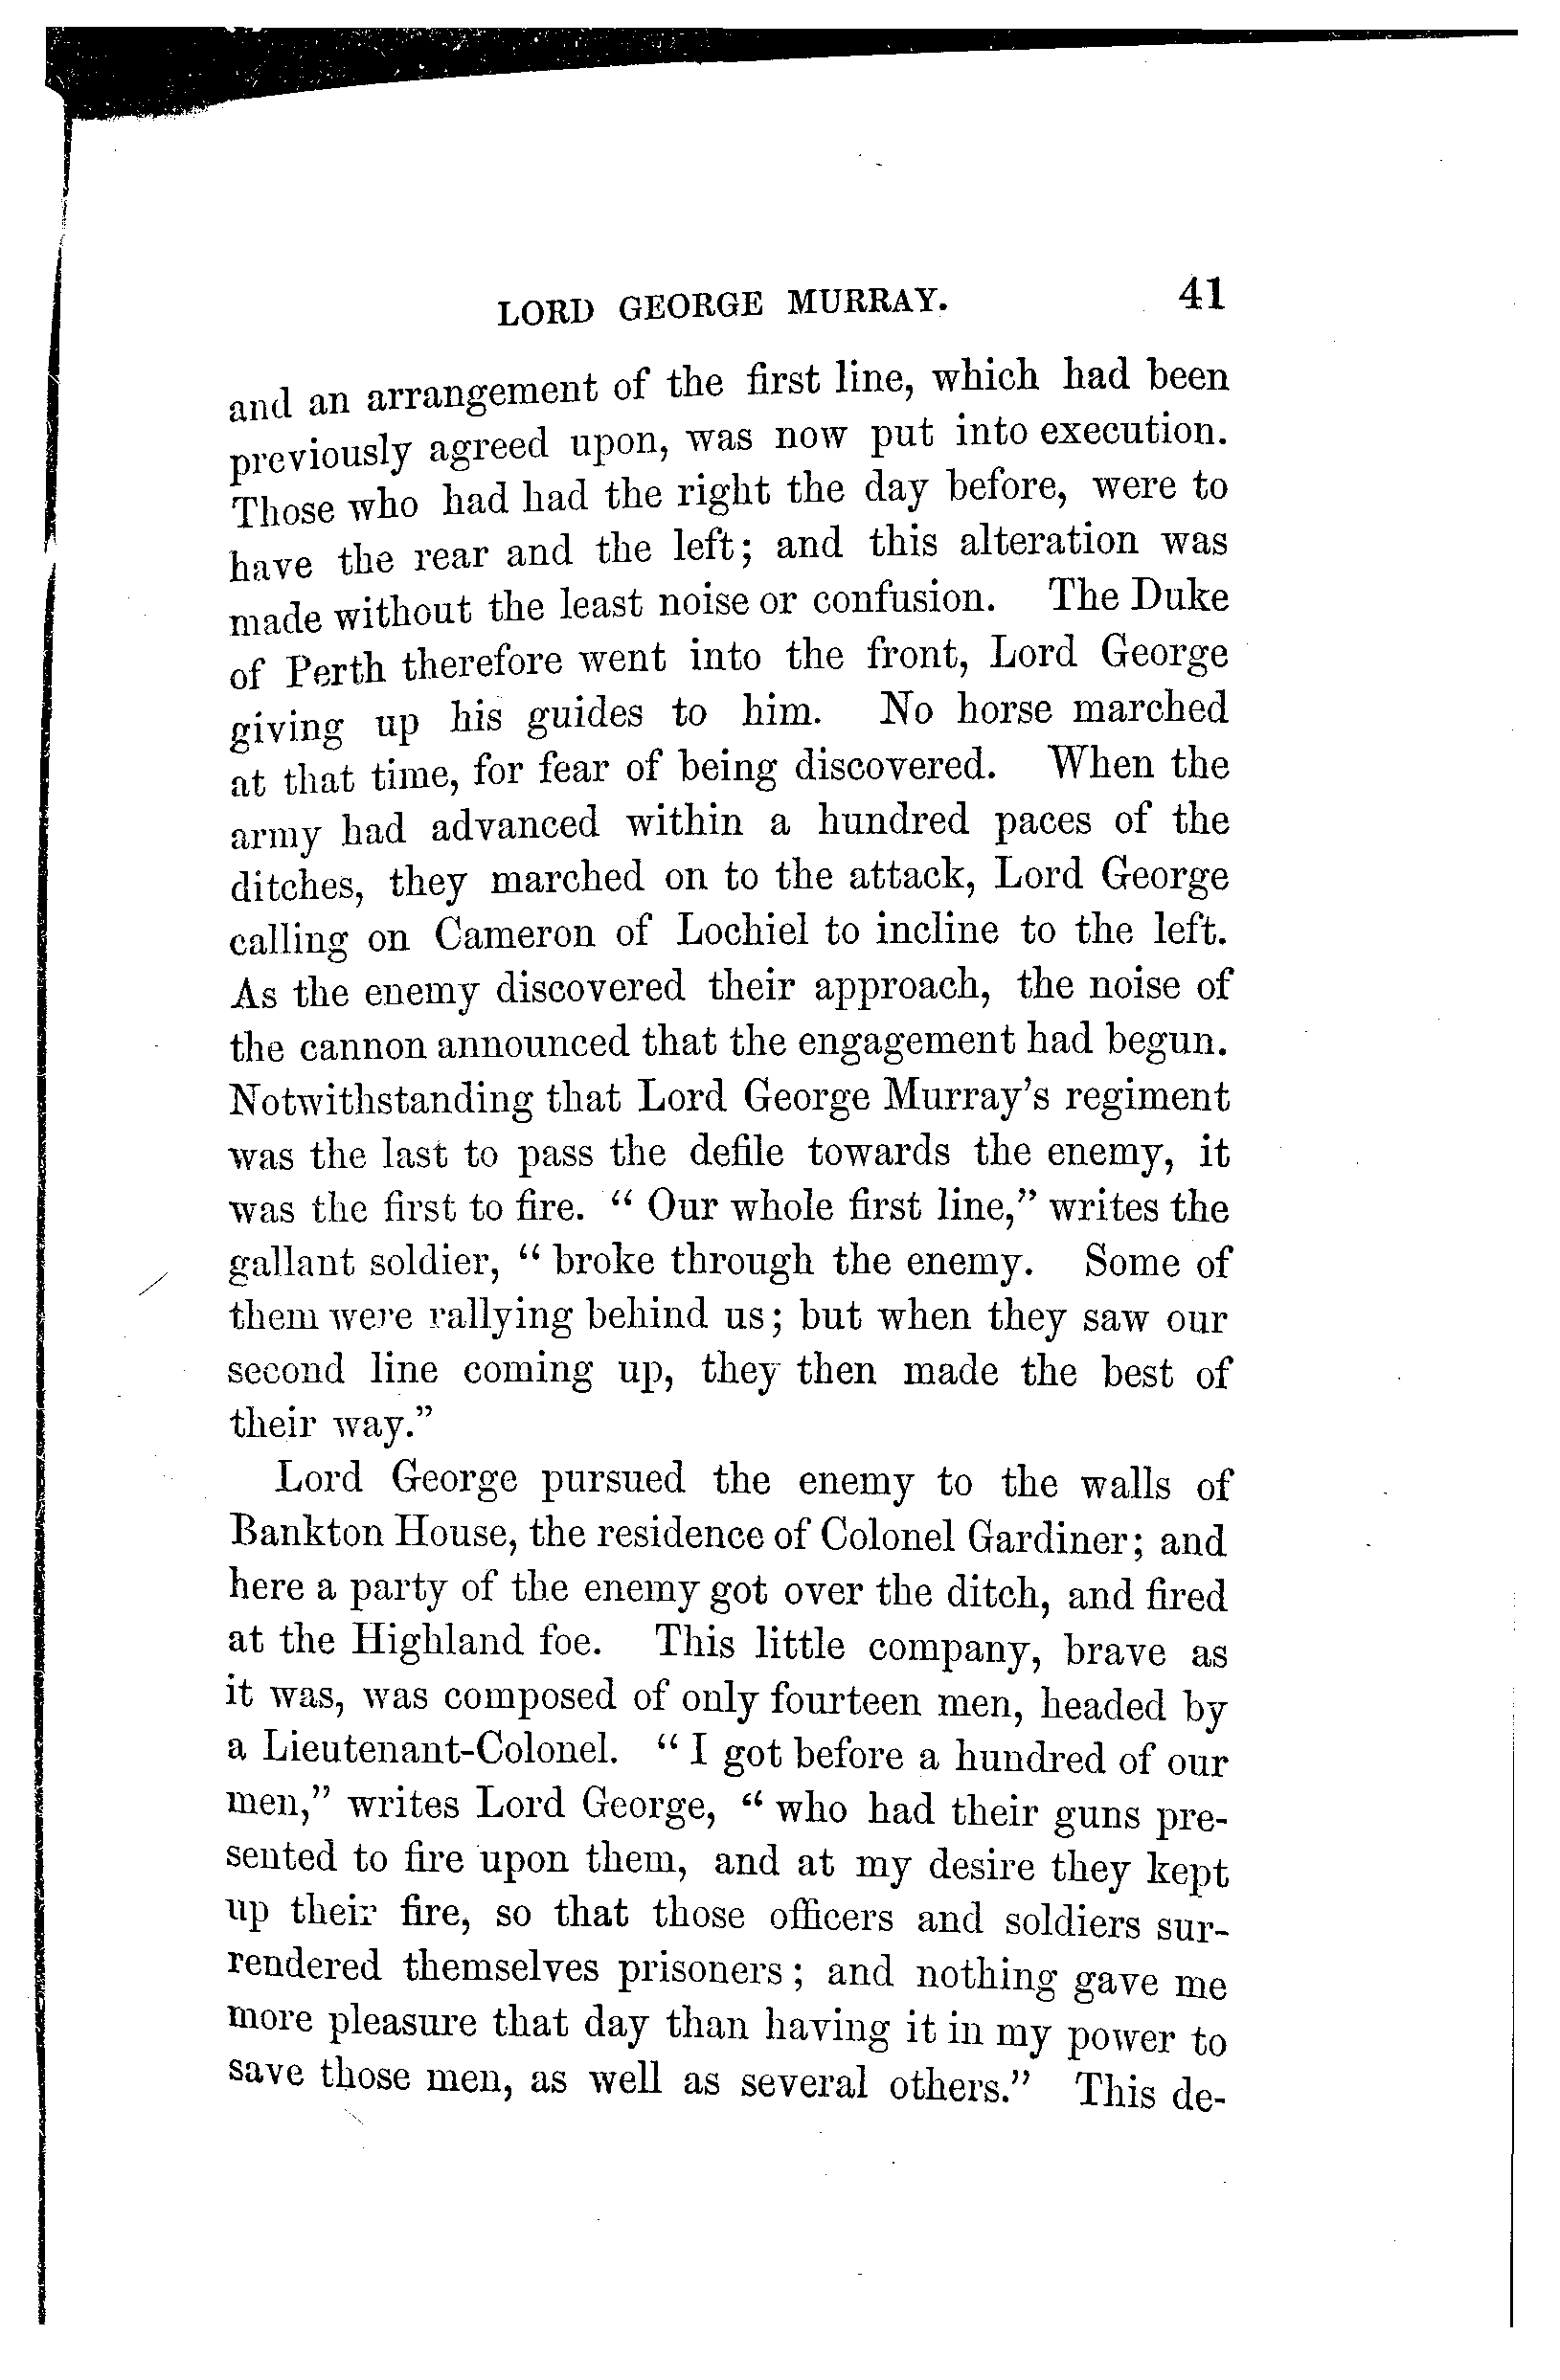 LORD GEORGE MURRAY. 41
and an arrangement of the first line, which had been
previously agreed upon, was now put into execution.
Those who had had the right the day before, were to
have the rear and the left; and this alteration was
made without the least noise or confusion. The Duke
of Perth therefore went into the front, Lord George
giving up his guides to him. No horse marched
at that time, for fear of being discovered. When the
army had advanced within a hundred paces of the
ditches, they marched on to the attack, Lord George
calling on Cameron of Lochiel to incline to the left.
As the enemy discovered their approach, the noise of
the cannon announced that the engagement had begun.
Notwithstanding that Lord George Murray's regiment
was the last to pass the defile towards the enemy, it
was the first to fire. " Our whole first line," writes the
gallant soldier, " broke through the enemy. Some of
them were rallying behind us; but when they saw our
second line coming up, they then made the best of
their way."
Lord George pursued the enemy to the walls of
Bankton House, the residence of Colonel Gardiner; and
here a party of the enemy got over the ditch, and fired
at the Highland foe. This little company, brave as
it was, was composed of only fourteen men, headed by
a Lieutenant-Colonel. " I got before a hundred of our
men," writes Lord George, " who had their guns pre-
sented to fire upon them, and at my desire they kept
up their fire, so that those officers and soldiers sur-
rendered themselves prisoners; and nothing gave me
more pleasure that day than having it in my power to
save those men, as well as several others." This de-